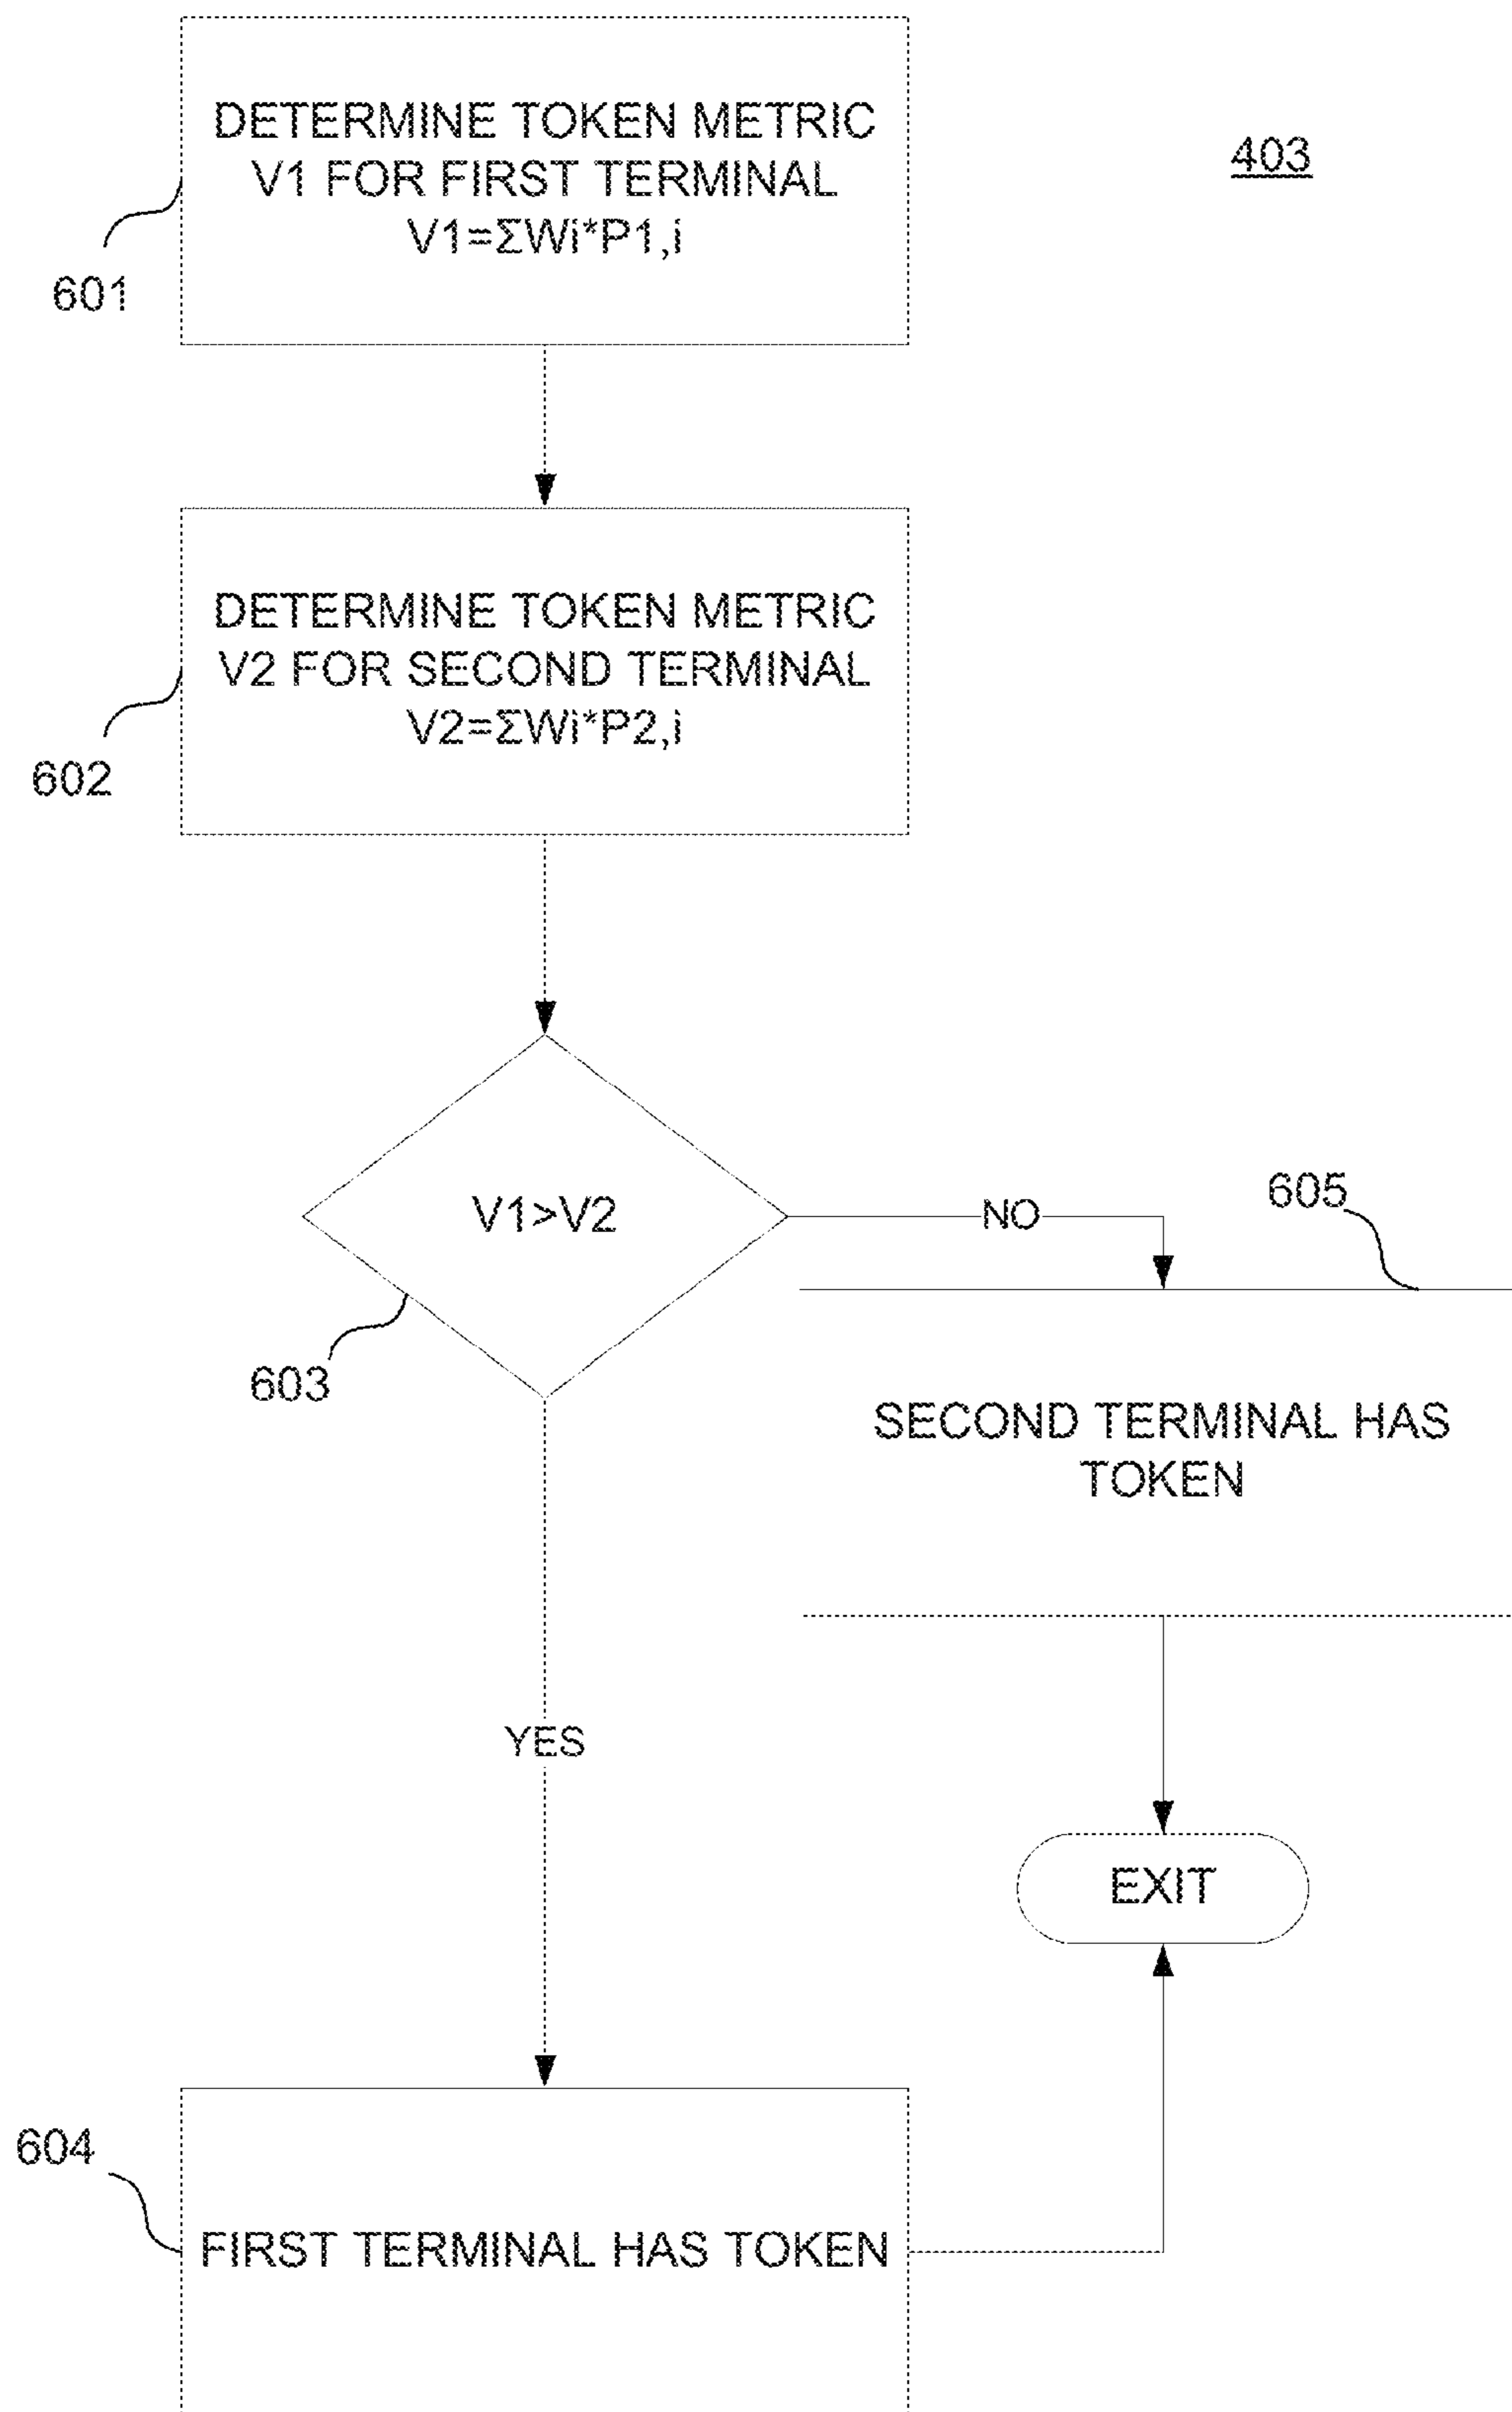 DETERMINE TOKEN METRIC
V1 FOR FIRST TERMINAL
V1=ΣWi*P1,i
403
601
DETERMINE TOKEN METRIC
V2 FOR SECOND TERMINAL
V2=ΣWi*P2,i
602
V1>V2
NO
605
603
SECOND TERMINAL HAS
TOKEN
YES
EXIT
604
FIRST TERMINAL HAS TOKEN